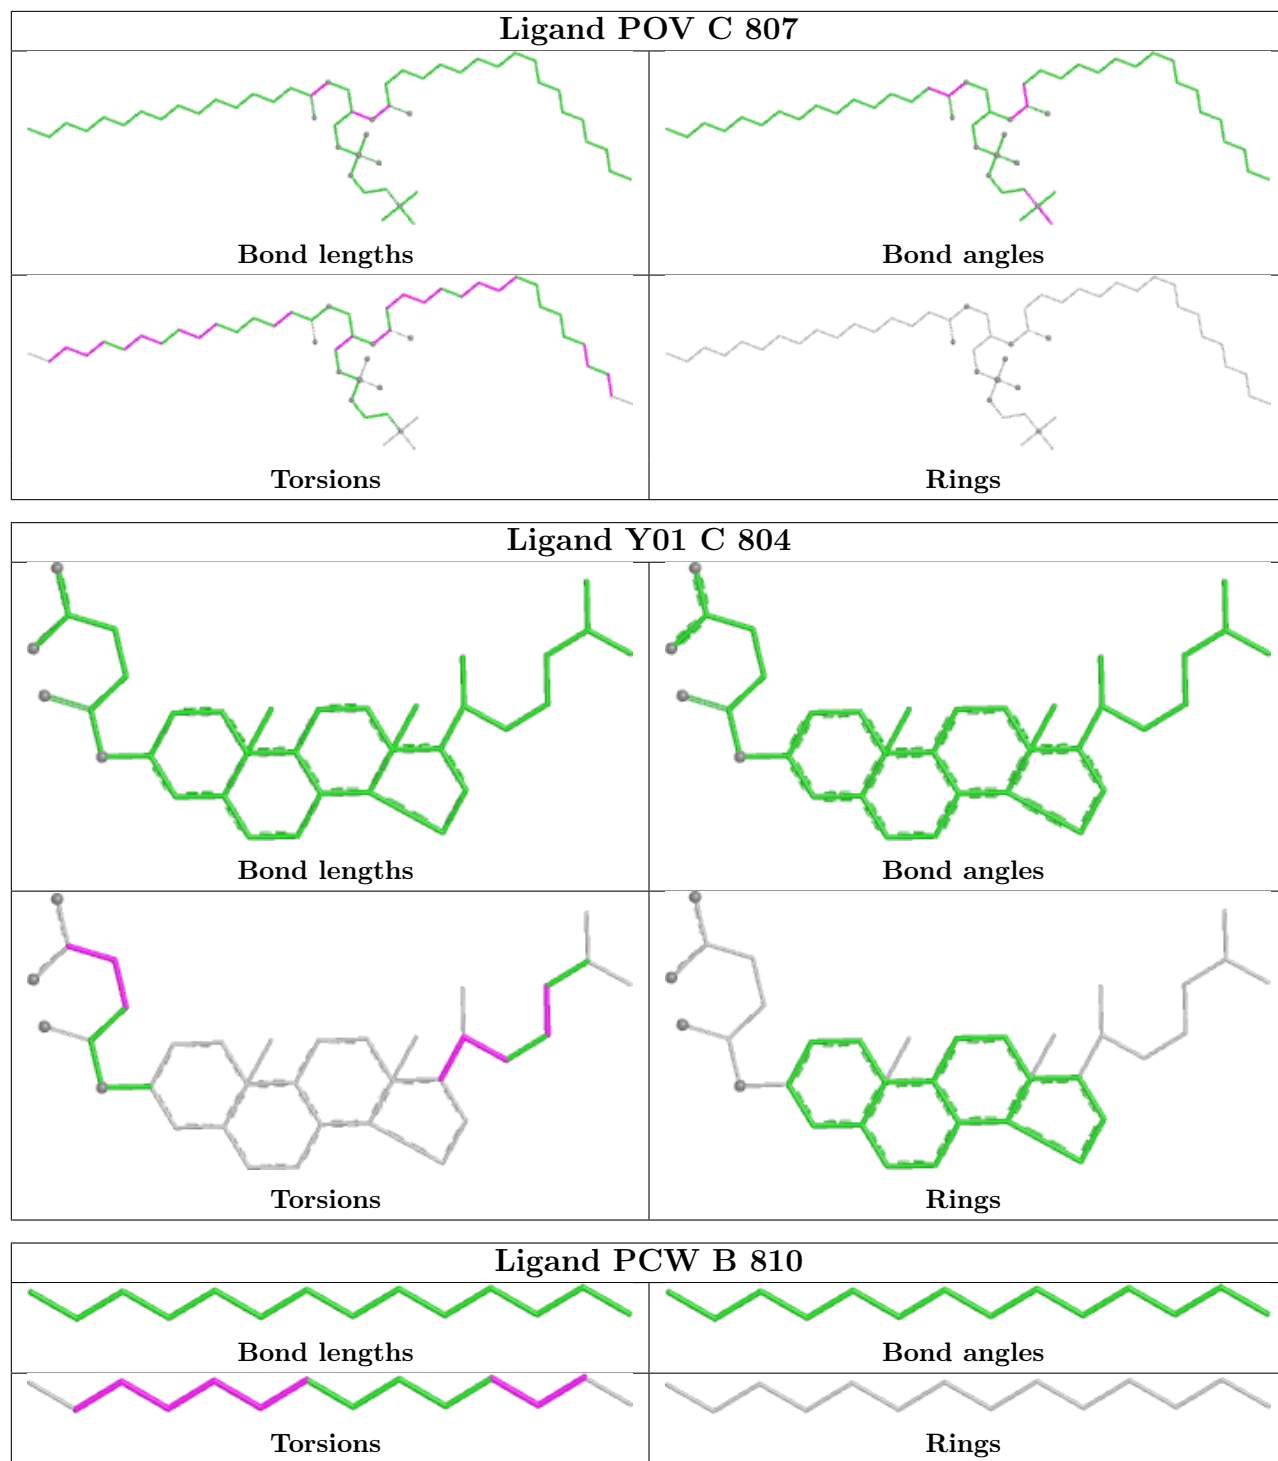 Ligand POV C 807
Bond lengths
Bond angles
Torsions
Rings
Ligand Y01 C 804
Bond lengths
Bond angles
Torsions
Rings
Ligand PCW B 810
Bond lengths
Bond angles
Torsions
Rings